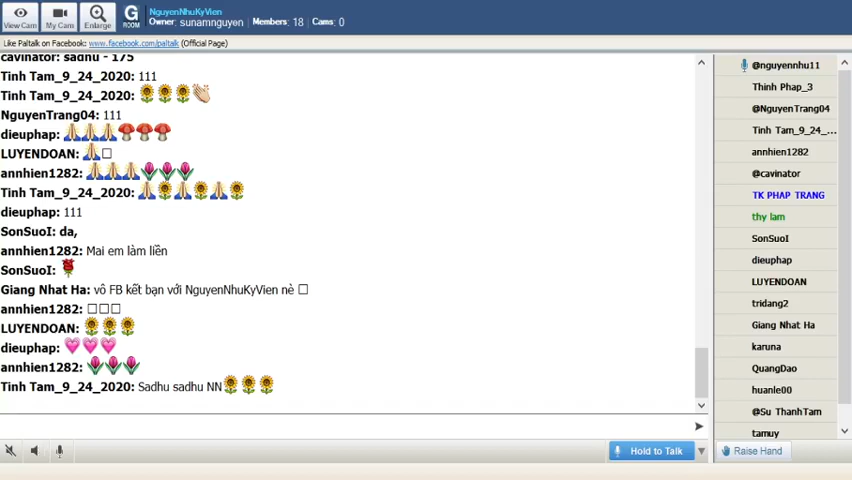 View Cam
My Cam
Enlarge
G
ROOM
NguyenNhuKyVien
Owner: sunamnguyen Members: 18 Cams: 0
Like Paltalk on Facebook: www.facebook.com/paltalk (Official Page)
cavinator: sadhu - 175
Tinh Tam_9_24_2020: 111
Tinh Tam_9_24_2020: 🌻🌻🌻👏
NguyenTrang04: 111
dieuphap: 🙏🙏🙏🍄🍄🍄
LUYENDOAN: 🙏□
annhien1282: 🙏🙏🙏🌷🌷🌷
Tinh Tam_9_24_2020: 🙏🌻🙏🌻🙏🌻
dieuphap: 111
SonSuoI: da,
annhien1282: Mai em làm liền
SonSuoI: 🌹
Giang Nhat Ha: vô FB kết bạn với NguyenNhuKyVien nè □
annhien1282: □□□
LUYENDOAN: 🌻🌻🌻
dieuphap: 💗💗💗
annhien1282: 🌷🌷🌷
Tinh Tam_9_24_2020: Sadhu sadhu NN🌻🌻🌻
@nguyennhu11
Thinh Phap_3
@NguyenTrang04
Tinh Tam_9_24_...
annhien1282
@cavinator
TK PHAP TRANG
thy lam
SonSuoI
dieuphap
LUYENDOAN
tridang2
Giang Nhat Ha
karuna
QuangDao
huanle00
@Su ThanhTam
tamuy
Hold to Talk
Raise Hand